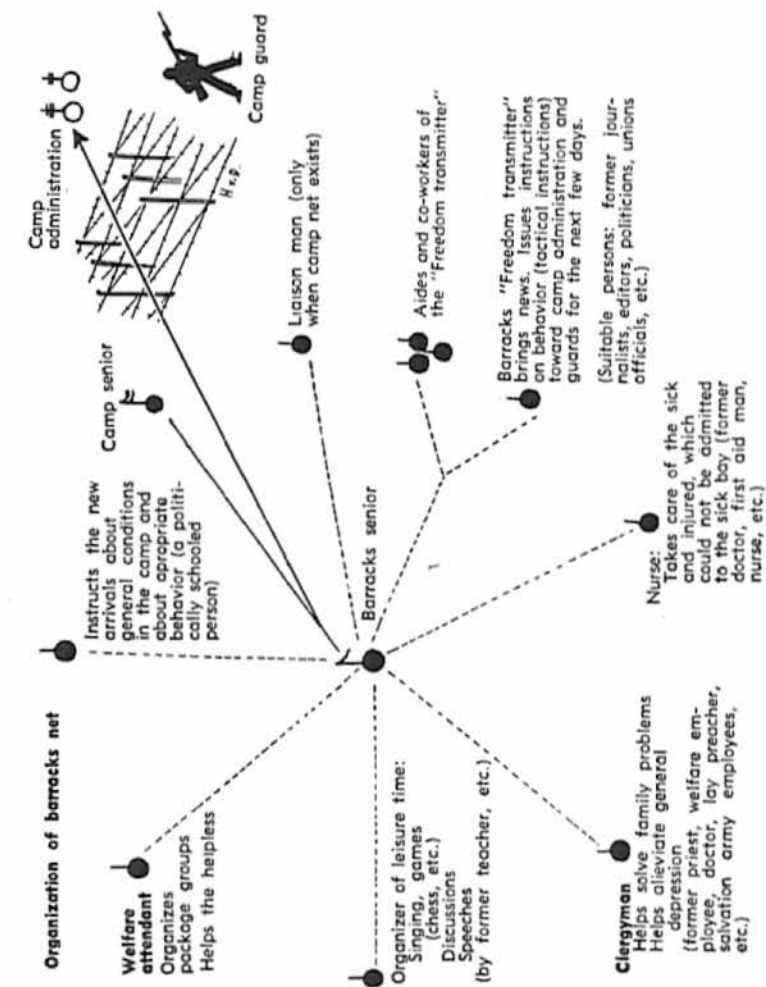 Organization of barracks net
Welfare
attendant
Organizes
package groups
Helps the helpless
Instructs the new
arrivals about
general conditions
in the camp and
about apropriate
behavior (a politi-
cally schooled
person)
Camp senior
Camp
administration
Camp guard
Liaison man (only
when camp net exists)
Barracks senior
Aides and co-workers of
the "Freedom transmitter"
Barracks "Freedom transmitter"
brings news. Issues instructions
on behavior (tactical instructions)
toward camp administration and
guards for the next few days.
(Suitable persons: former jour-
nalists, editors, politicians, unions
officials, etc.)
Organizer of leisure time:
Singing, games
(chess, etc.)
Discussions
Speeches
(by former teacher, etc.)
Clergyman
Helps solve family problems
Helps alieviate general
depression
(former priest, welfare em-
ployee, doctor, lay preacher,
salvation army employees,
etc.)
Nurse:
Takes care of the sick
and injured, which
could not be admitted
to the sick bay (former
doctor, first aid man,
nurse, etc.)